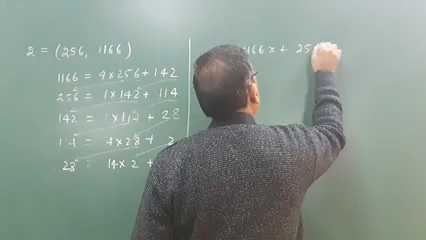 2 = (256, 1166)
1166 = 4×256+142
256 = 1×142+114
142 = 1×114+28
114 = 4×28+2
28 = 14×2+
166x+ 25